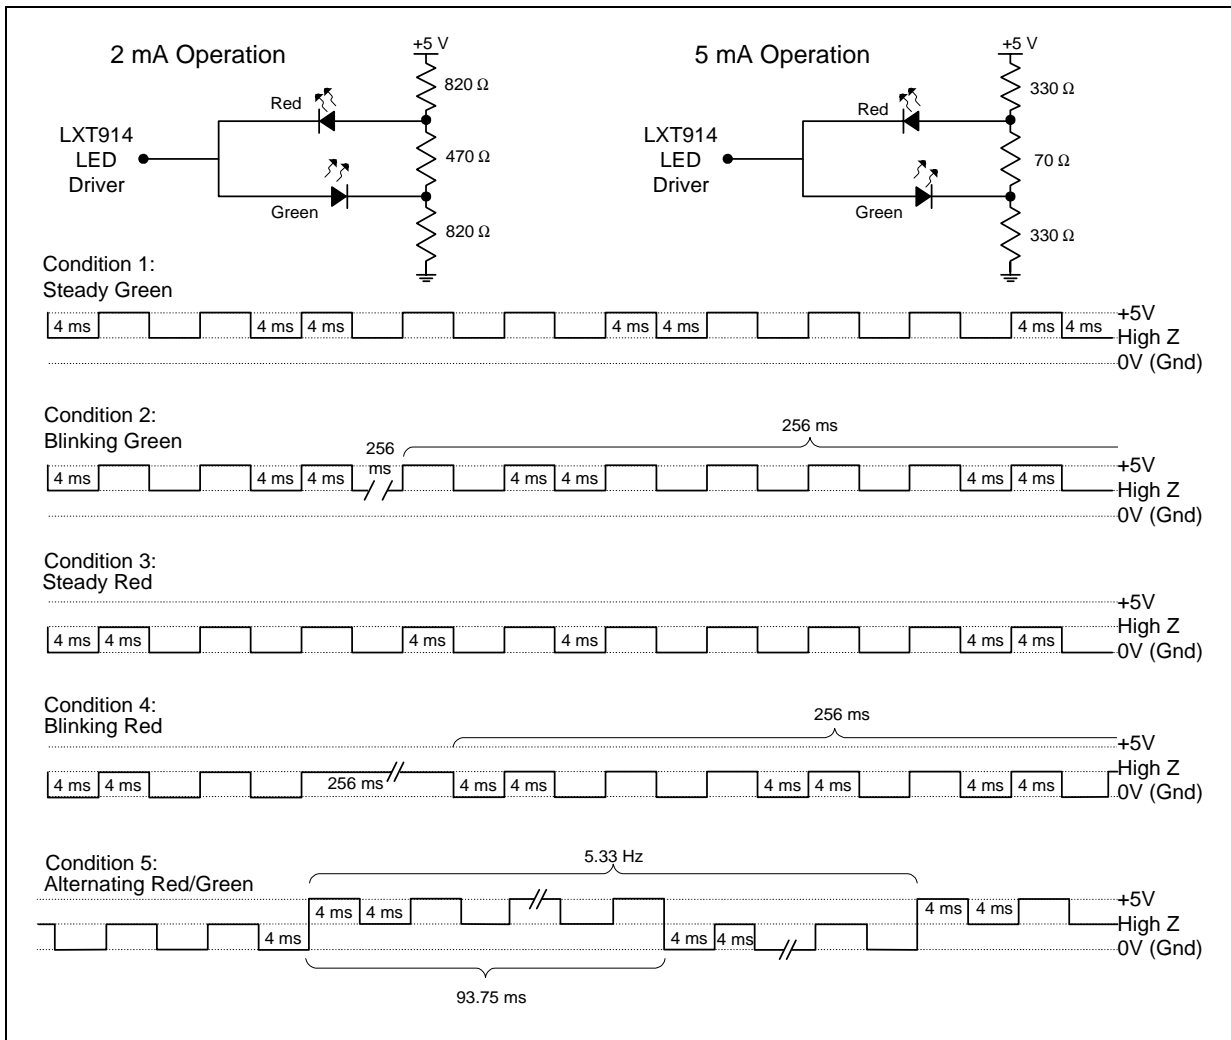 2 mA Operation
+5 V
820 Ω
Red
LXT914
LED
Driver
470 Ω
Green
820 Ω
5 mA Operation
+5 V
330 Ω
Red
LXT914
LED
Driver
70 Ω
Green
330 Ω
Condition 1:
Steady Green
4 ms 4 ms 4 ms 4 ms 4 ms 4 ms 4 ms
+5V
High Z
0V (Gnd)
Condition 2:
Blinking Green
256
ms
256 ms
4 ms 4 ms 4 ms 4 ms 4 ms 4 ms 4 ms
+5V
High Z
0V (Gnd)
Condition 3:
Steady Red
+5V
High Z
0V (Gnd)
4 ms 4 ms 4 ms 4 ms 4 ms 4 ms
Condition 4:
Blinking Red
256 ms
+5V
High Z
0V (Gnd)
4 ms 4 ms 256 ms 4 ms 4 ms 4 ms 4 ms 4 ms 4 ms
Condition 5:
Alternating Red/Green
5.33 Hz
4 ms 4 ms 4 ms 4 ms
+5V
High Z
0V (Gnd)
4 ms 4 ms 4 ms
93.75 ms